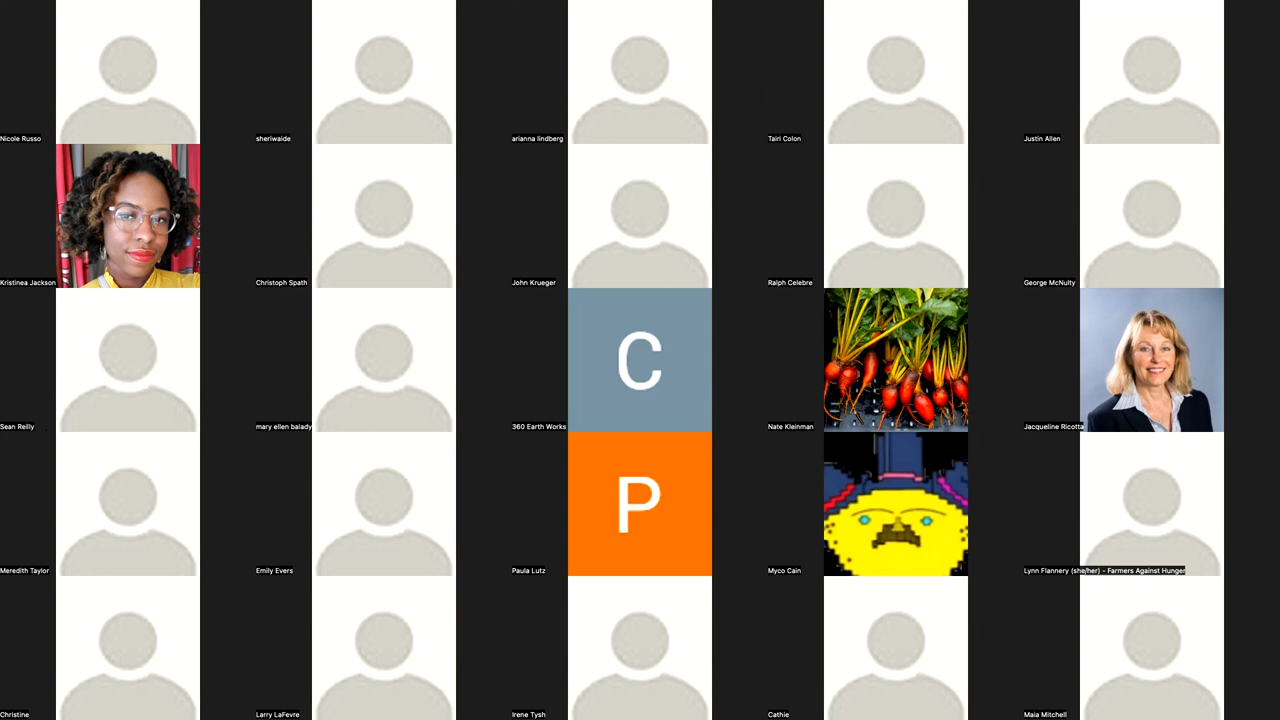 Nicole Russo
sheriwaide
arianna lindberg
Tairi Colon
Justin Allen
Kristinea Jackson
Christoph Spath
John Krueger
Ralph Celebre
George McNulty
Sean Reilly
mary ellen balady
C
360 Earth Works
Nate Kleinman
Jacqueline Ricotta
Meredith Taylor
Emily Evers
P
Paula Lutz
Myco Cain
Lynn Flannery (she/her) - Farmers Against Hunger
Christine
Larry LaFevre
Irene Tysh
Cathie
Maia Mitchell